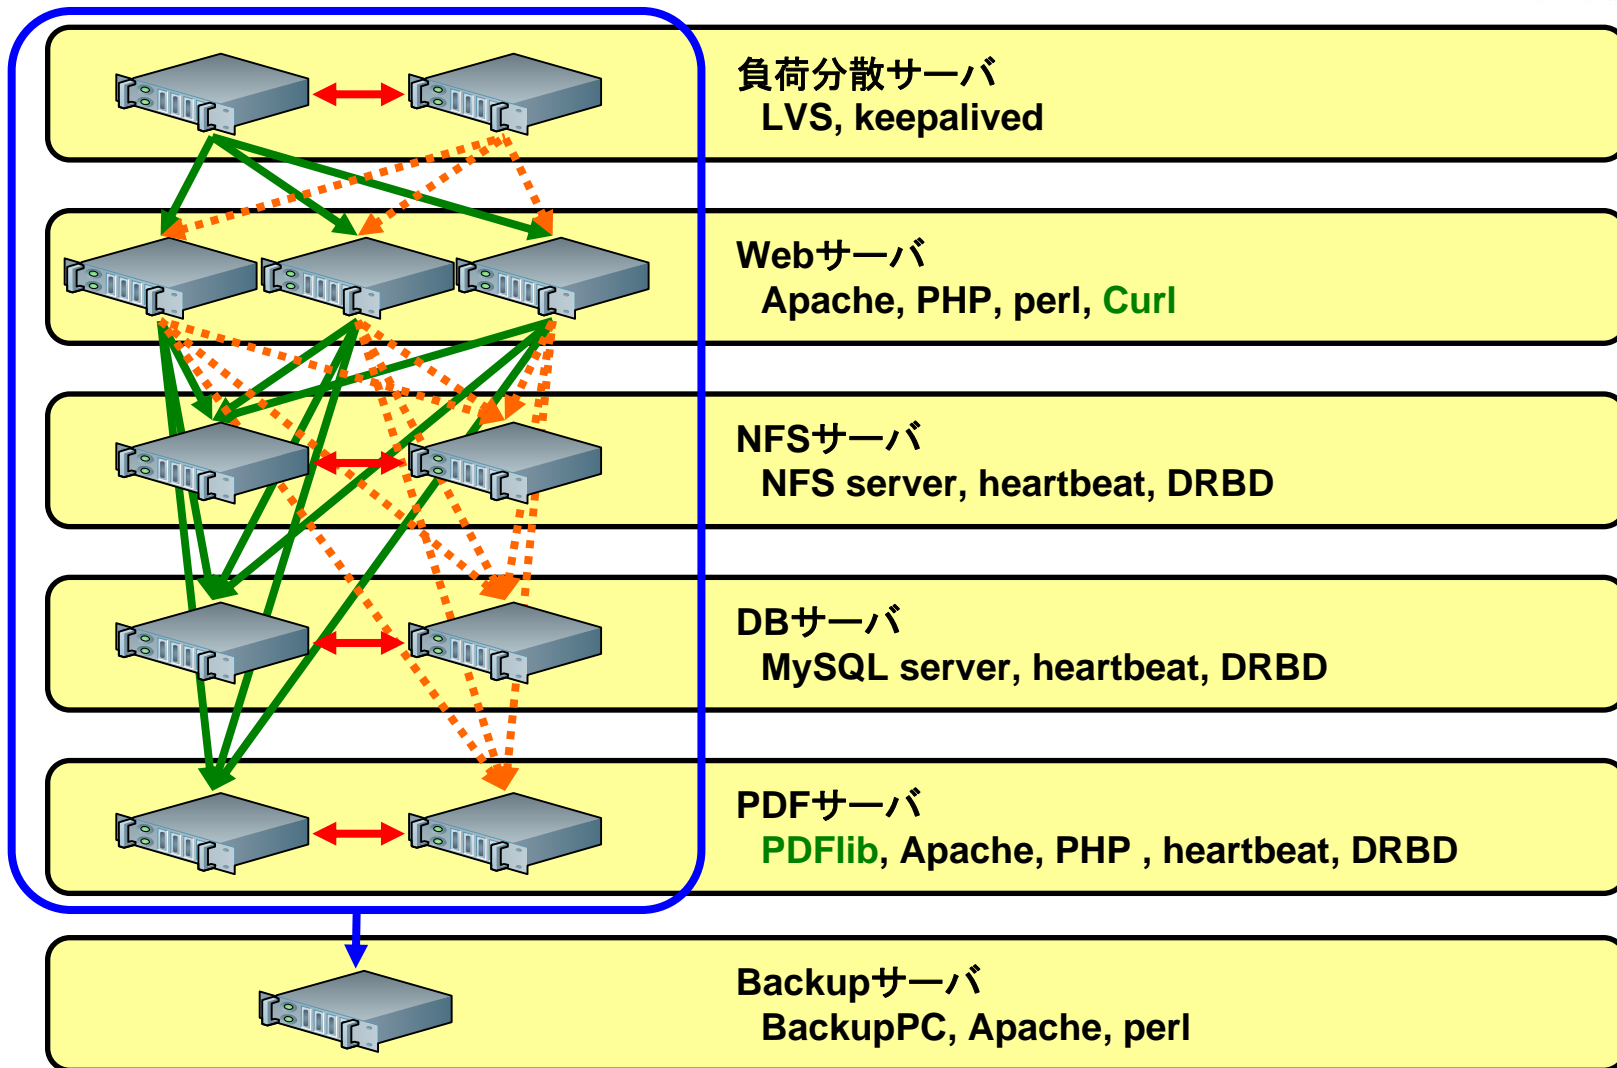 負荷分散サーバ
LVS, keepalived
Webサーバ
Apache, PHP, perl, Curl
NFSサーバ
NFS server, heartbeat, DRBD
DBサーバ
MySQL server, heartbeat, DRBD
PDFサーバ
PDFlib, Apache, PHP , heartbeat, DRBD
Backupサーバ
BackupPC, Apache, perl